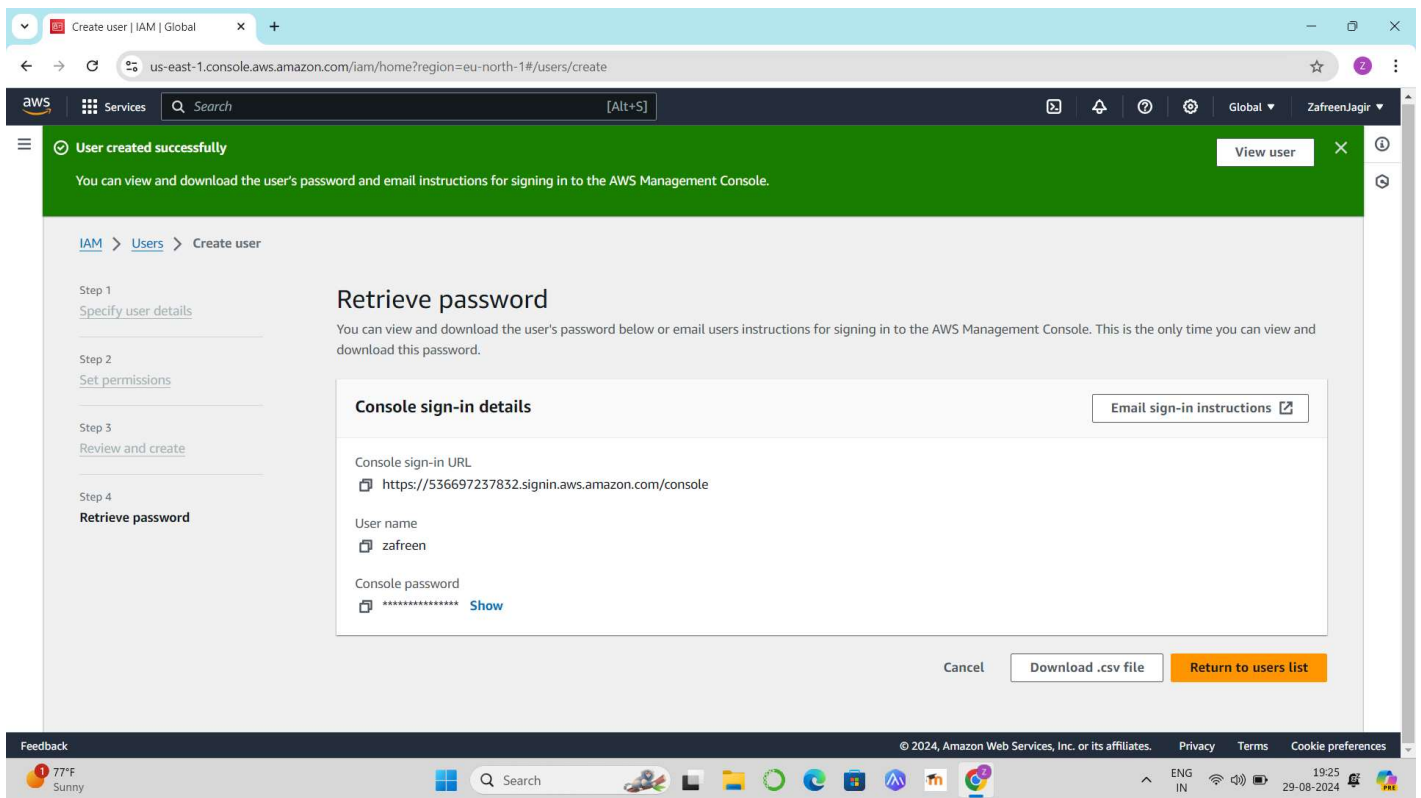 Create user | IAM | Global
us-east-1.console.aws.amazon.com/iam/home?region=eu-north-1#/users/create
Z
aws
Services
Search
[Alt+S]
Global
ZafreenJagir
User created successfully
View user
You can view and download the user's password and email instructions for signing in to the AWS Management Console.
IAM > Users > Create user
Step 1
Specify user details
Step 2
Set permissions
Step 3
Review and create
Step 4
Retrieve password
Retrieve password
You can view and download the user's password below or email users instructions for signing in to the AWS Management Console. This is the only time you can view and
download this password.
Console sign-in details
Email sign-in instructions
Console sign-in URL
https://536697237832.signin.aws.amazon.com/console
User name
zafreen
Console password
*************** Show
Cancel
Download .csv file
Return to users list
Feedback
© 2024, Amazon Web Services, Inc. or its affiliates.
Privacy
Terms
Cookie preferences
1
77°F
Sunny
Search
ENG
IN
19:25
29-08-2024
PRE